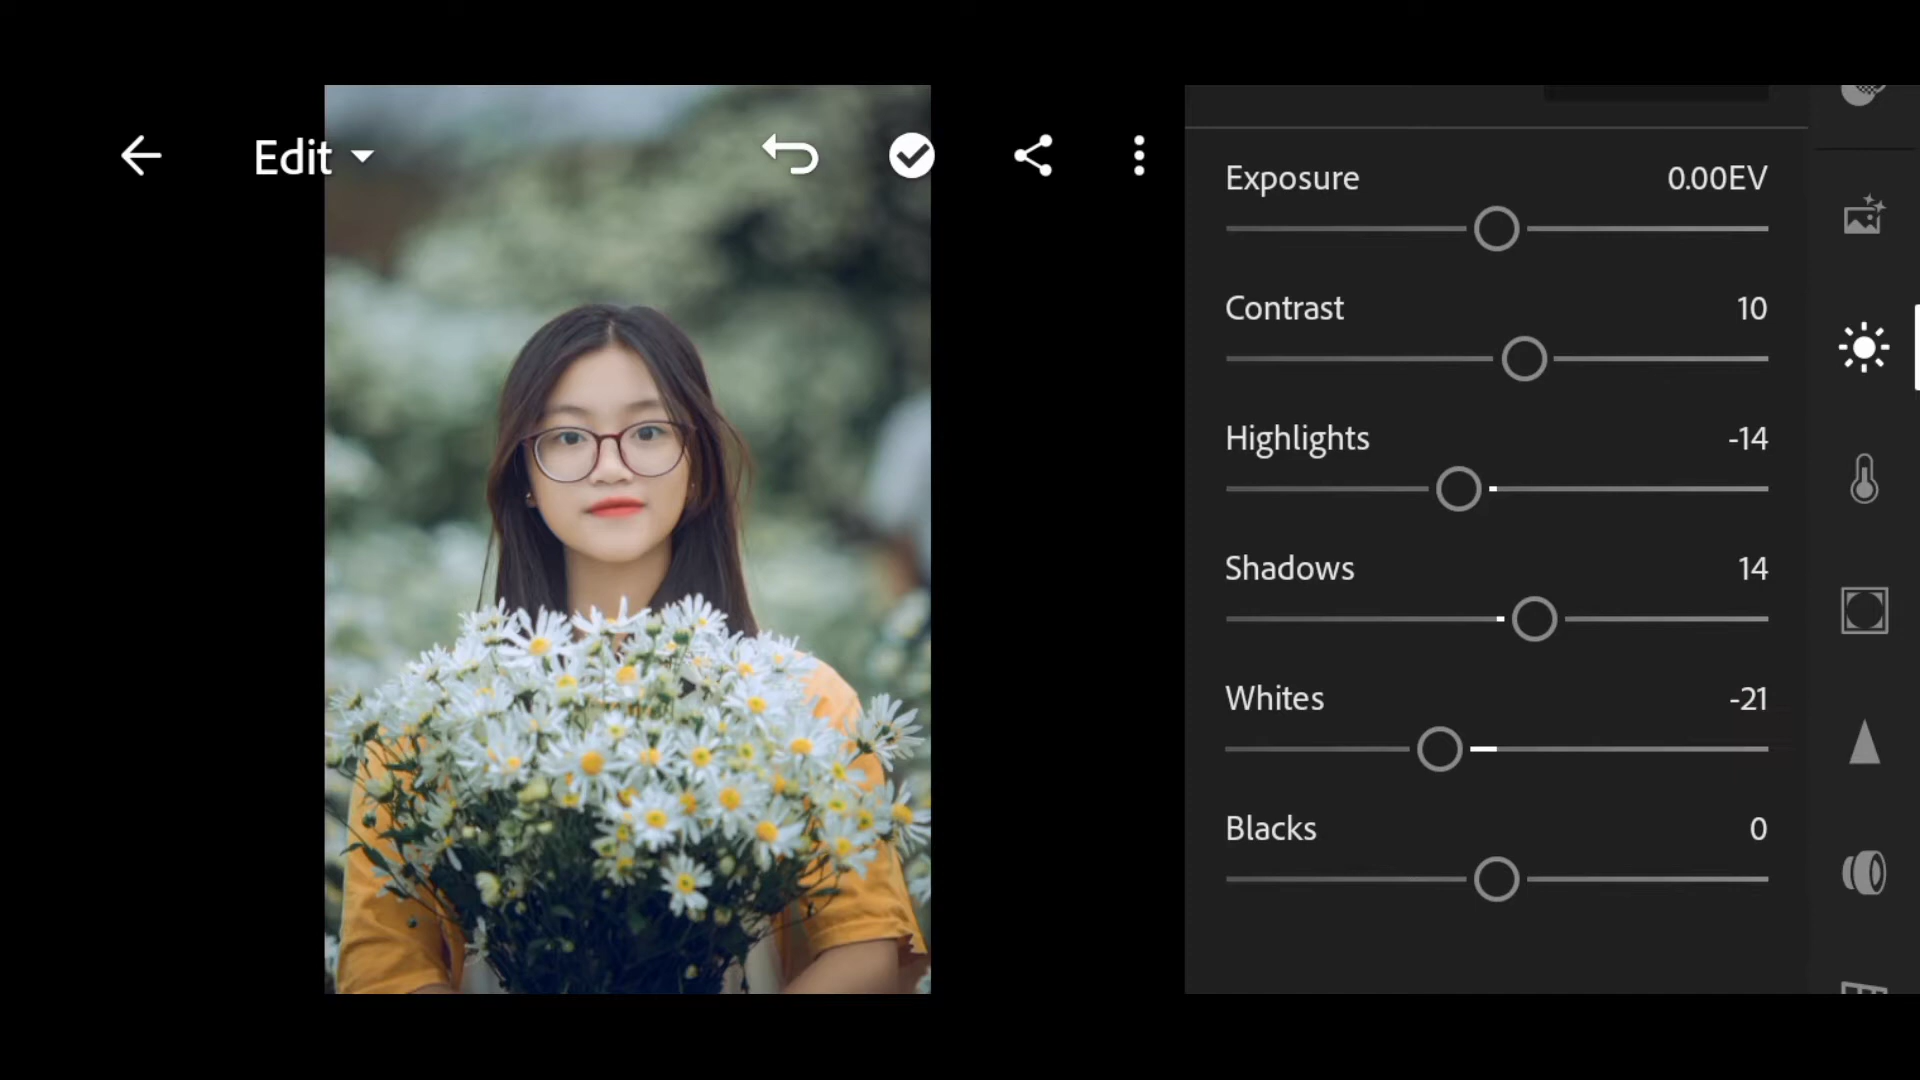 Edit
Exposure 0.00EV
Contrast 10
Highlights -14
Shadows 14
Whites -21
Blacks 0